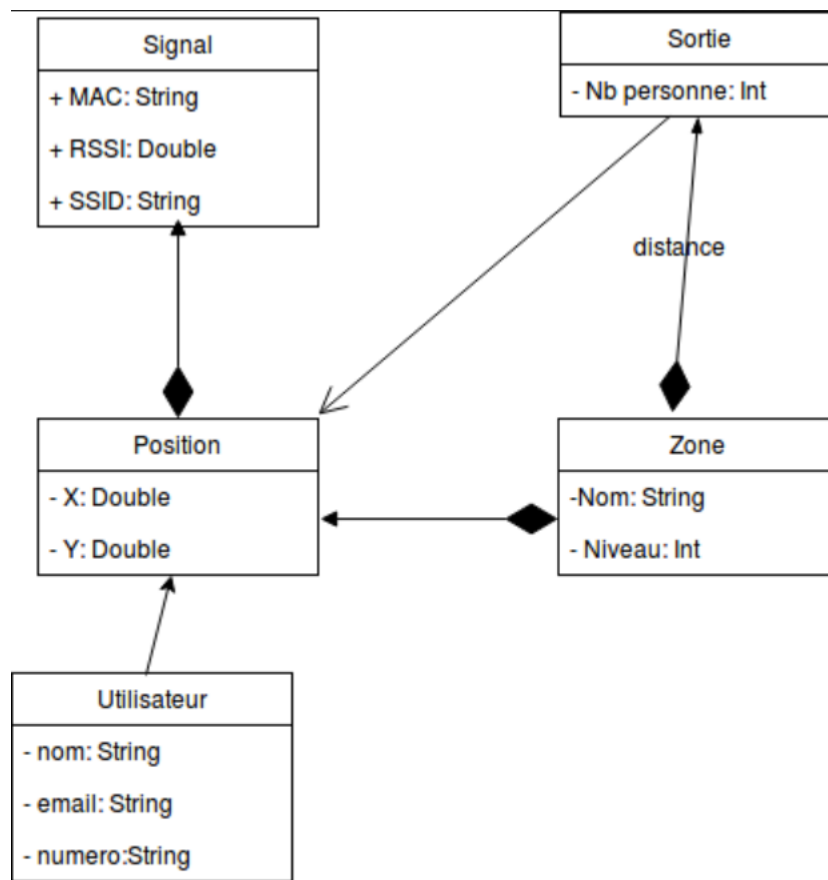 Signal
+ MAC: String
+ RSSI: Double
+ SSID: String
Sortie
- Nb personne: Int
distance
Position
- X: Double
- Y: Double
Zone
-Nom: String
- Niveau: Int
Utilisateur
- nom: String
- email: String
- numero:String